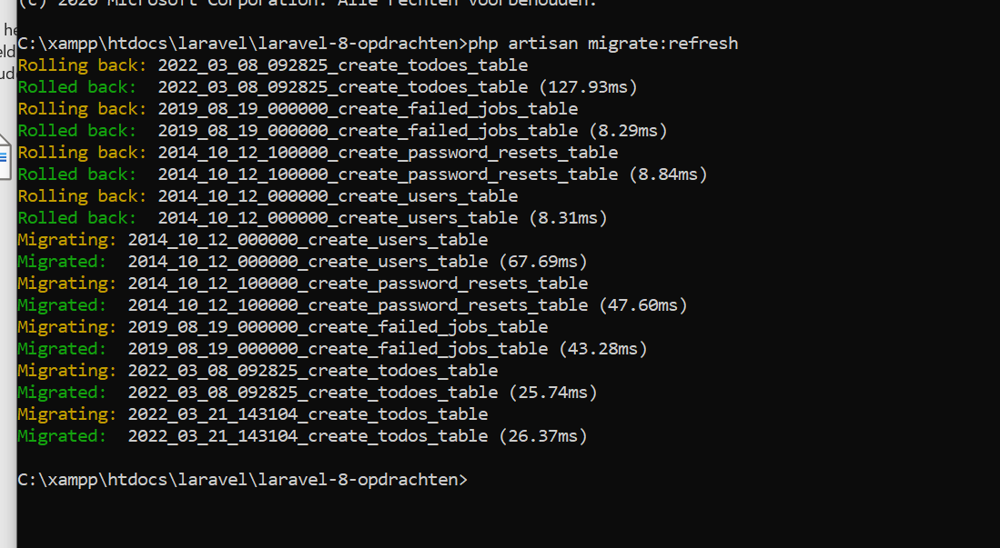 (c) 2020 Microsoft Corporation. Alle rechten voorbehouden.
C:\xampp\htdocs\laravel\laravel-8-opdrachten>php artisan migrate:refresh
Rolling back: 2022_03_08_092825_create_todoes_table
Rolled back:  2022_03_08_092825_create_todoes_table (127.93ms)
Rolling back: 2019_08_19_000000_create_failed_jobs_table
Rolled back:  2019_08_19_000000_create_failed_jobs_table (8.29ms)
Rolling back: 2014_10_12_100000_create_password_resets_table
Rolled back:  2014_10_12_100000_create_password_resets_table (8.84ms)
Rolling back: 2014_10_12_000000_create_users_table
Rolled back:  2014_10_12_000000_create_users_table (8.31ms)
Migrating: 2014_10_12_000000_create_users_table
Migrated:  2014_10_12_000000_create_users_table (67.69ms)
Migrating: 2014_10_12_100000_create_password_resets_table
Migrated:  2014_10_12_100000_create_password_resets_table (47.60ms)
Migrating: 2019_08_19_000000_create_failed_jobs_table
Migrated:  2019_08_19_000000_create_failed_jobs_table (43.28ms)
Migrating: 2022_03_08_092825_create_todoes_table
Migrated:  2022_03_08_092825_create_todoes_table (25.74ms)
Migrating: 2022_03_21_143104_create_todos_table
Migrated:  2022_03_21_143104_create_todos_table (26.37ms)
C:\xampp\htdocs\laravel\laravel-8-opdrachten>